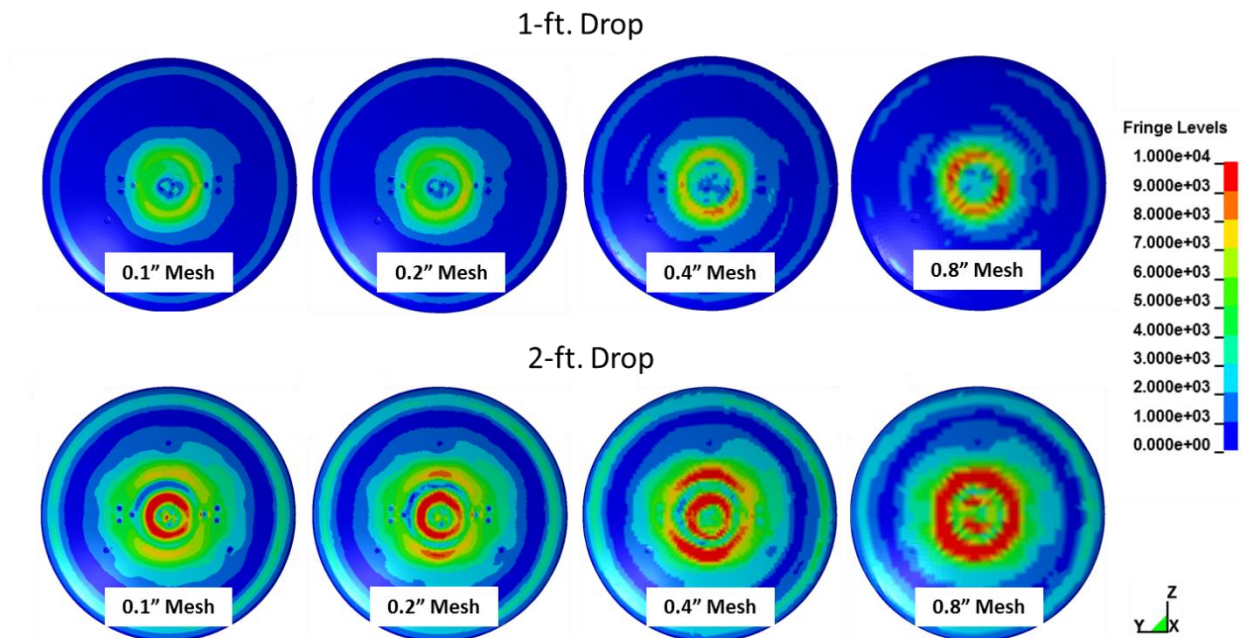 1-ft. Drop
0.1” Mesh
0.2” Mesh
0.4” Mesh
0.8” Mesh
2-ft. Drop
0.1” Mesh
0.2” Mesh
0.4” Mesh
0.8” Mesh
Fringe Levels
1.000e+04
9.000e+03
8.000e+03
7.000e+03
6.000e+03
5.000e+03
4.000e+03
3.000e+03
2.000e+03
1.000e+03
0.000e+00
Z
Y X